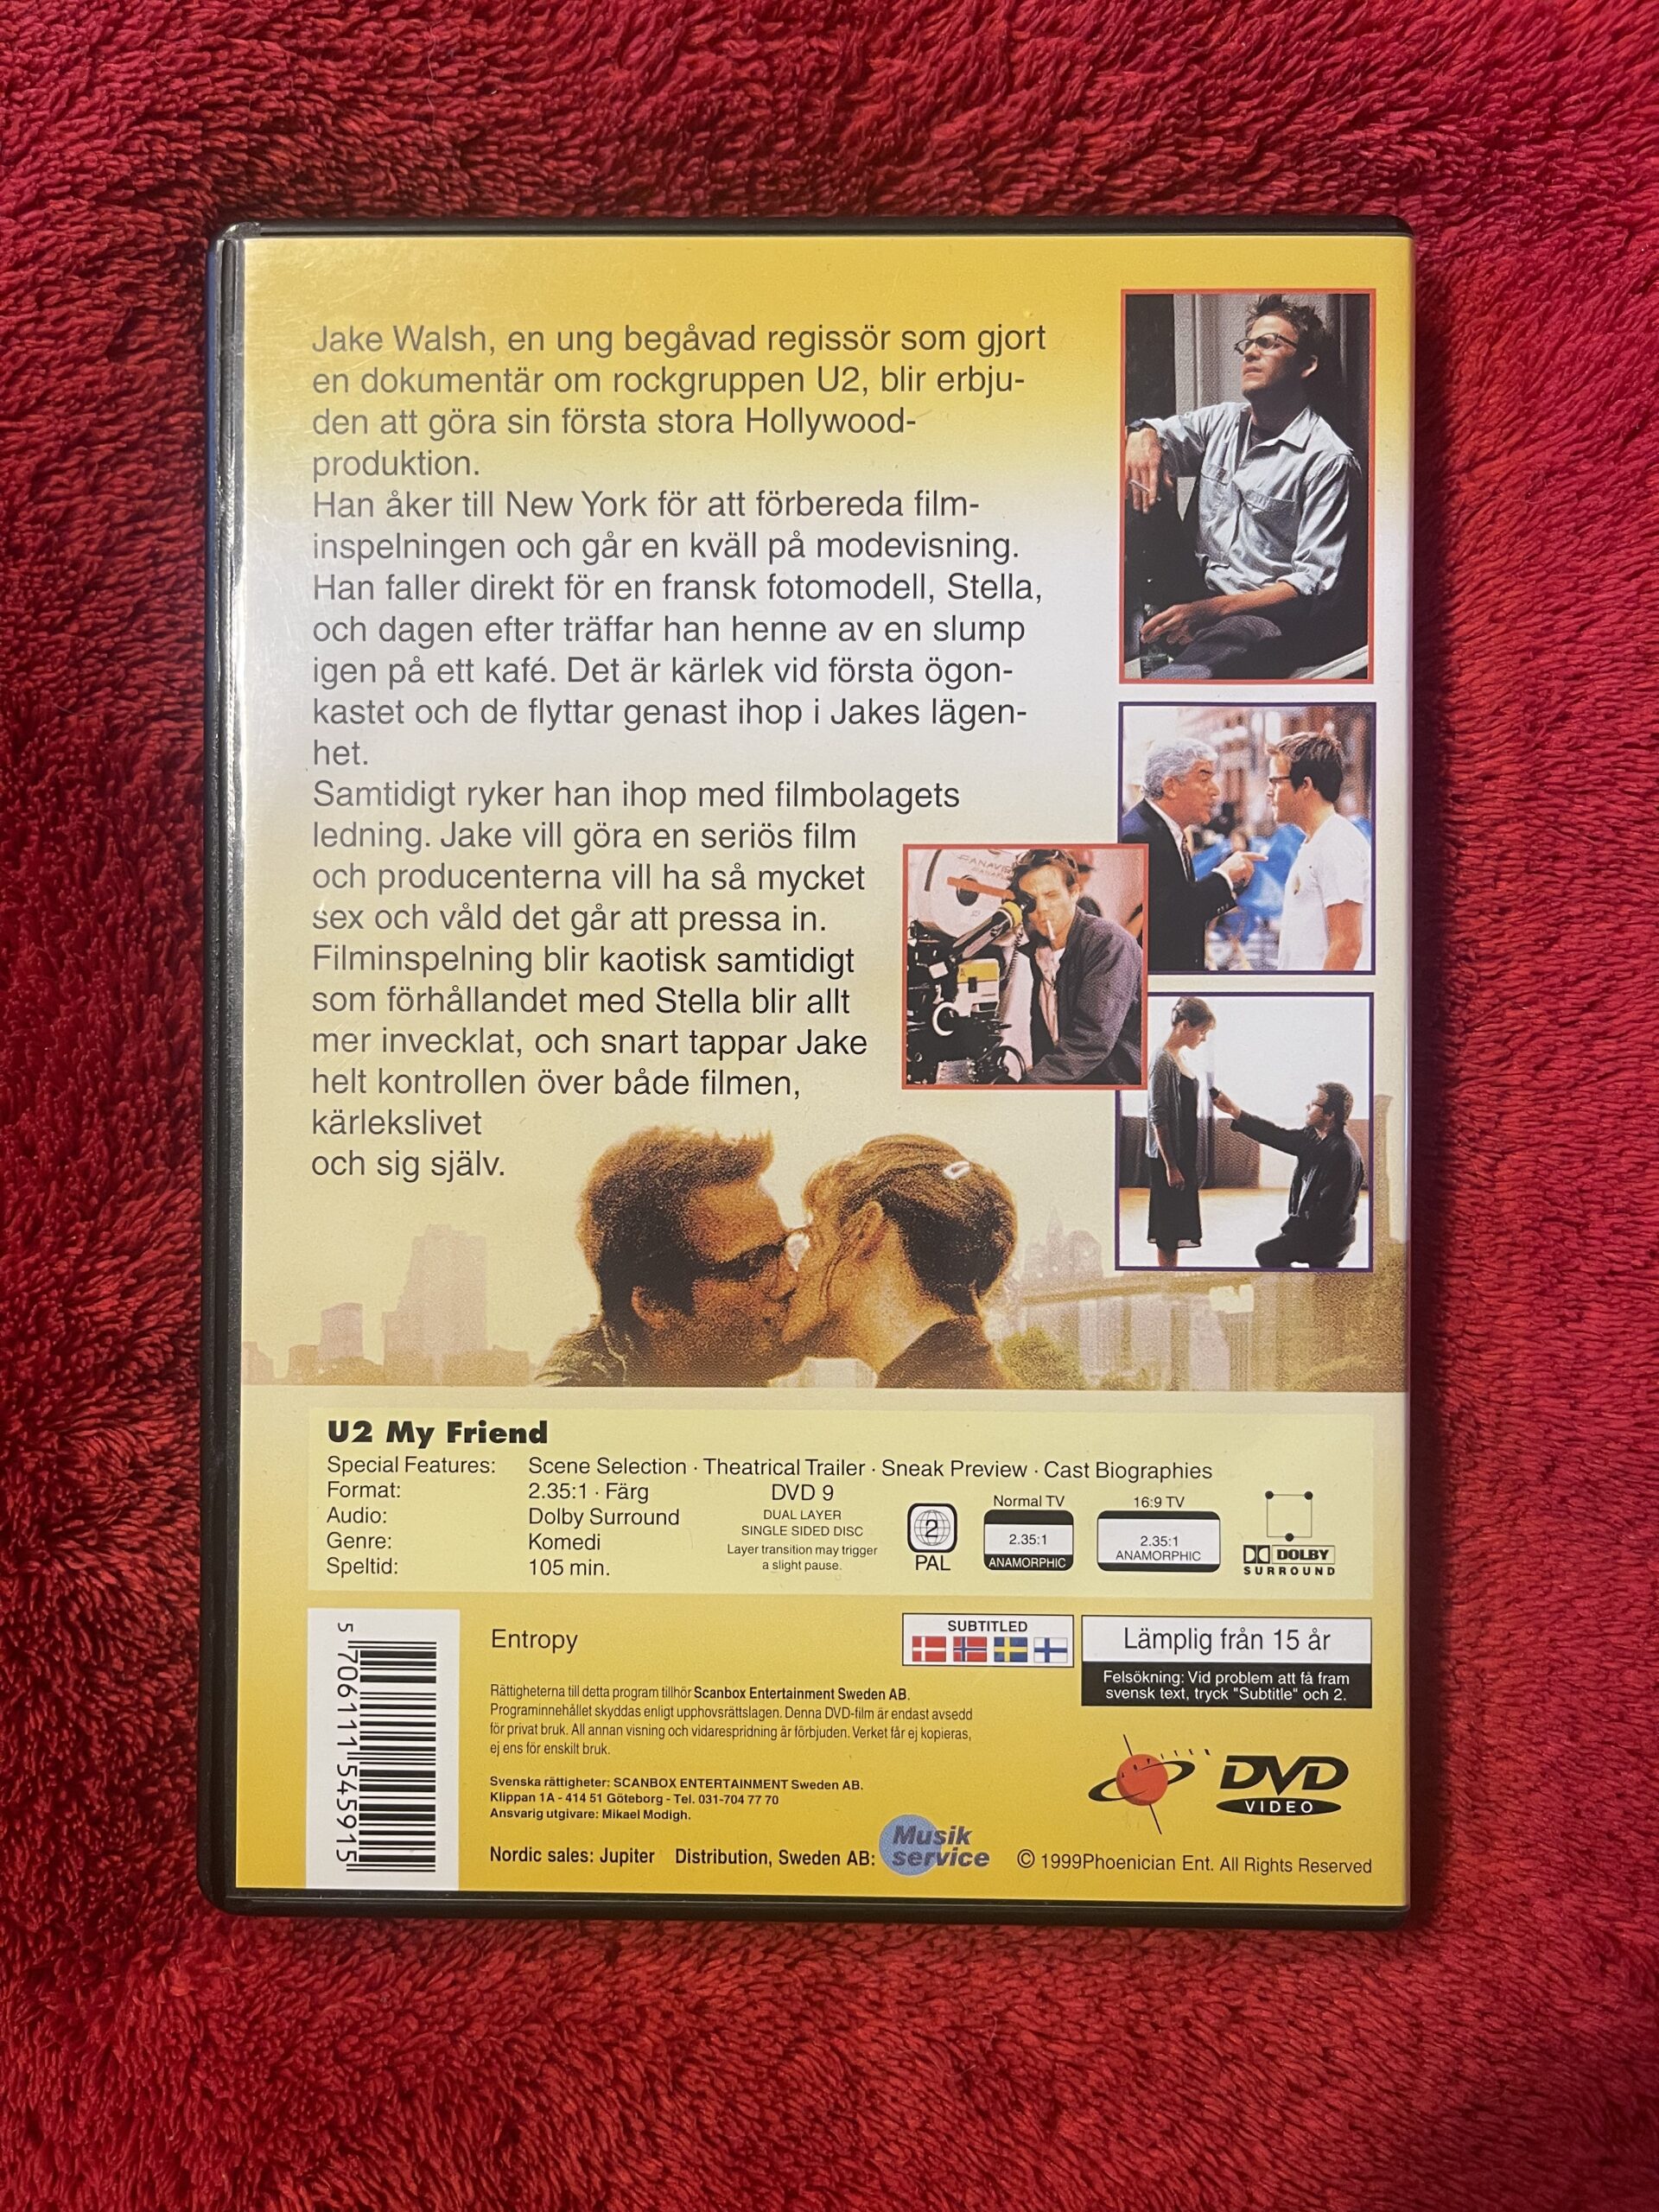 Jake Walsh, en ung begåvad regissör som gjort
en dokumentär om rockgruppen U2, blir erbju-
den att göra sin första stora Hollywood-
produktion.
Han åker till New York för att förbereda film-
inspelningen och går en kväll på modevisning.
Han faller direkt för en fransk fotomodell, Stella,
och dagen efter träffar han henne av en slump
igen på ett kafé. Det är kärlek vid första ögon-
kastet och de flyttar genast ihop i Jakes lägen-
het.
Samtidigt ryker han ihop med filmbolagets
ledning. Jake vill göra en seriös film
och producenterna vill ha så mycket
sex och våld det går att pressa in.
Filminspelning blir kaotisk samtidigt
som förhållandet med Stella blir allt
mer invecklat, och snart tappar Jake
helt kontrollen över både filmen,
kärlekslivet
och sig själv.
U2 My Friend
Special Features: Scene Selection · Theatrical Trailer · Sneak Preview · Cast Biographies
Format: 2.35:1 · Färg
Audio: Dolby Surround
Genre: Komedi
Speltid: 105 min.
DVD 9
DUAL LAYER
SINGLE SIDED DISC
Layer transition may trigger
a slight pause.
2
PAL
Normal TV
2.35:1
ANAMORPHIC
16:9 TV
2.35:1
ANAMORPHIC
DOLBY
SURROUND
5 706111 545915
Entropy
SUBTITLED
Lämplig från 15 år
Felsökning: Vid problem att få fram
svensk text, tryck "Subtitle" och 2.
Rättigheterna till detta program tillhör Scanbox Entertainment Sweden AB.
Programinnehållet skyddas enligt upphovsrättslagen. Denna DVD-film är endast avsedd
för privat bruk. All annan visning och vidarespridning är förbjuden. Verket får ej kopieras,
ej ens för enskilt bruk.
Svenska rättigheter: SCANBOX ENTERTAINMENT Sweden AB.
Klippan 1A - 414 51 Göteborg - Tel. 031-704 77 70
Ansvarig utgivare: Mikael Modigh.
DVD
VIDEO
Nordic sales: Jupiter Distribution, Sweden AB:
Musik
service
© 1999Phoenician Ent. All Rights Reserved